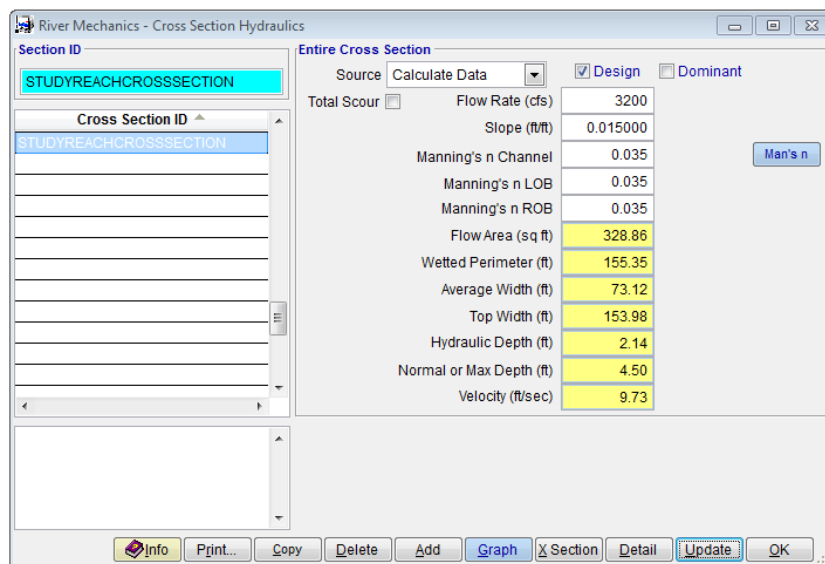 River Mechanics - Cross Section Hydraulics
Section ID
STUDYREACHCROSSSECTION
Cross Section ID
STUDYREACHCROSSSECTION
Entire Cross Section
Source Calculate Data Design Dominant
Total Scour Flow Rate (cfs) 3200
Slope (ft/ft) 0.015000
Manning's n Channel 0.035 Man's n
Manning's n LOB 0.035
Manning's n ROB 0.035
Flow Area (sq ft) 328.86
Wetted Perimeter (ft) 155.35
Average Width (ft) 73.12
Top Width (ft) 153.98
Hydraulic Depth (ft) 2.14
Normal or Max Depth (ft) 4.50
Velocity (ft/sec) 9.73
Info Print... Copy Delete Add Graph X Section Detail Update OK